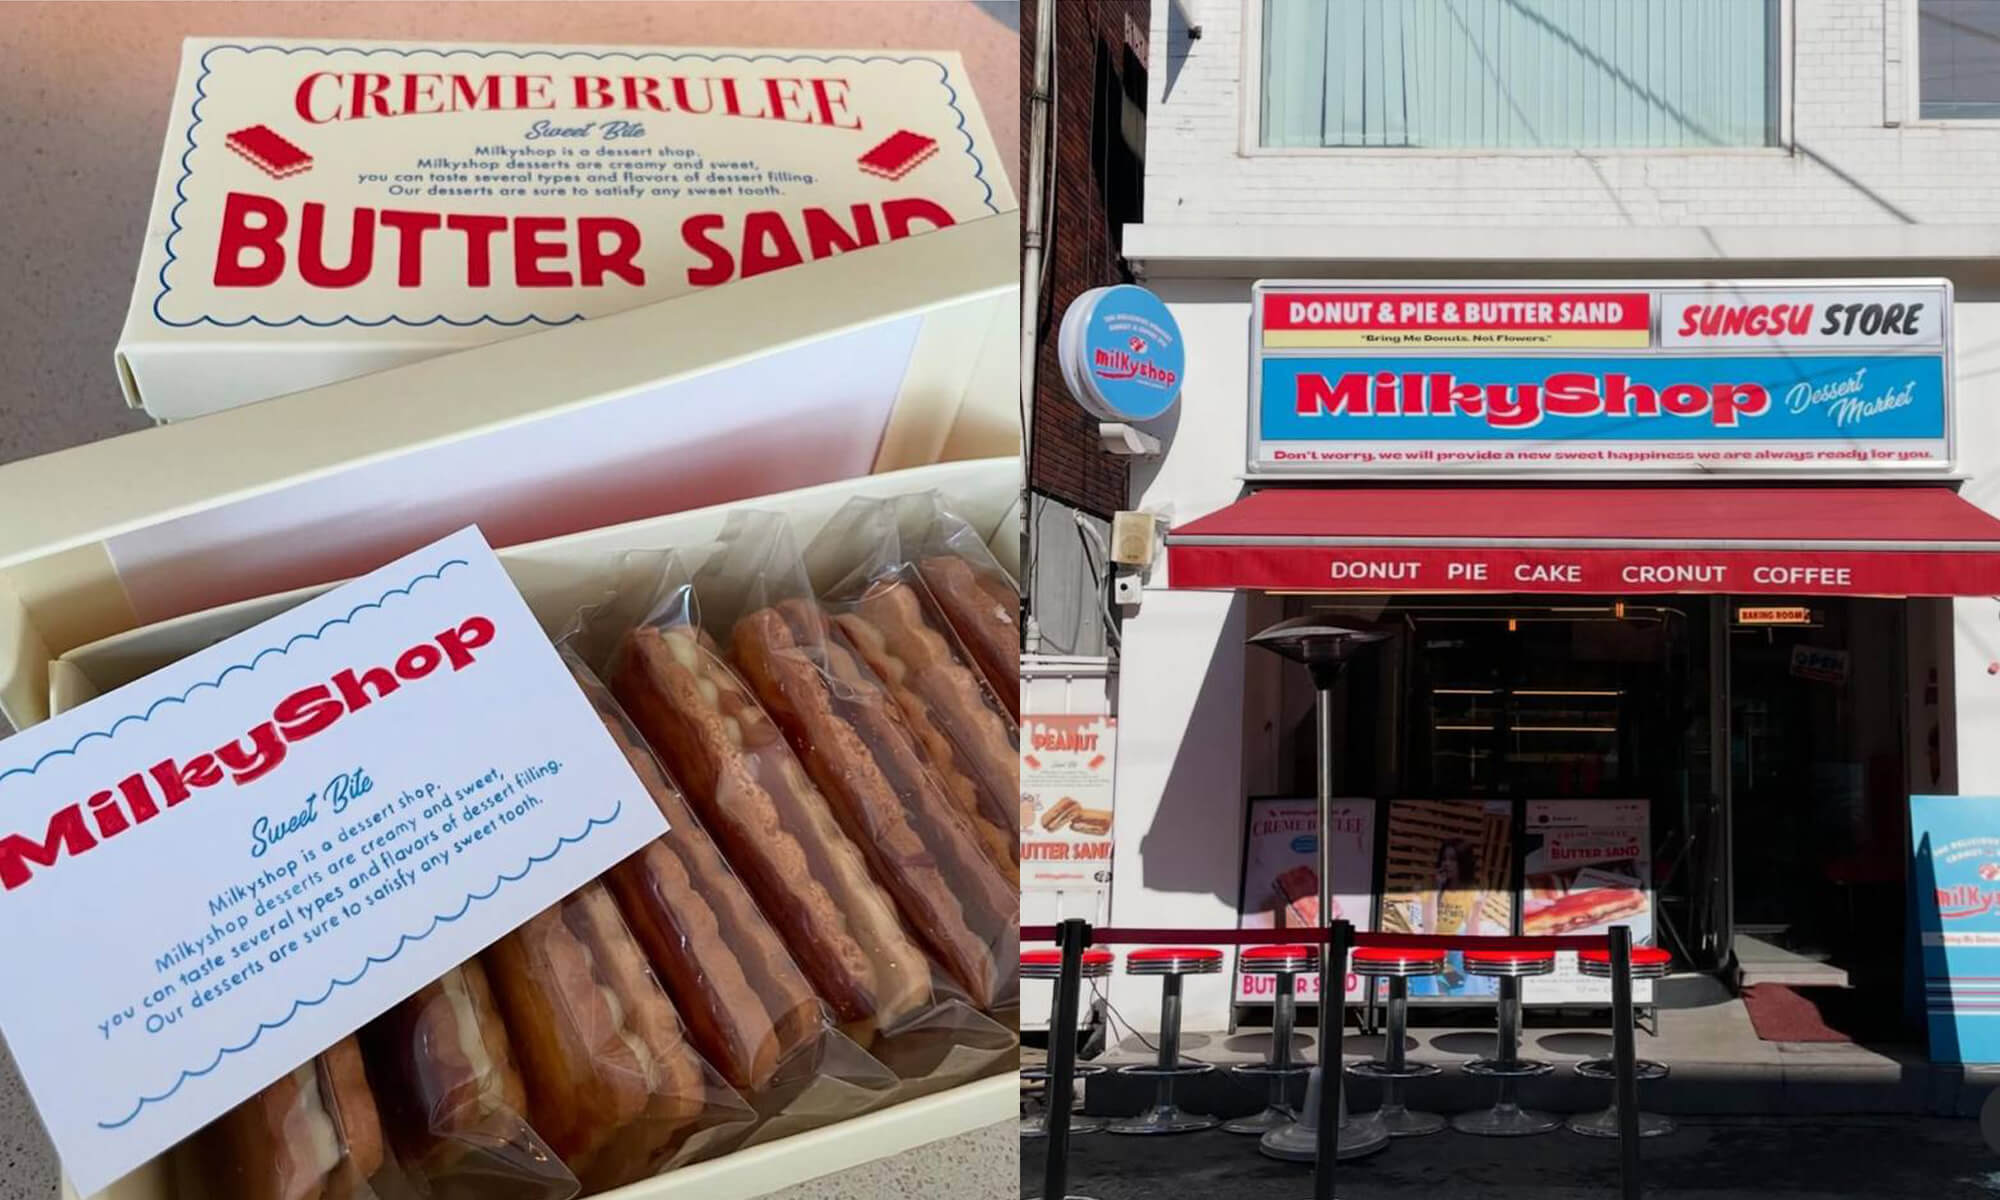 CREME BRULEE
Sweet Bite
Milkyshop is a dessert shop.
Milkyshop desserts are creamy and sweet,
you can taste several types and flavors of dessert filling.
Our desserts are sure to satisfy any sweet tooth.
BUTTER SAND
MilkyShop
Sweet Bite
Milkyshop is a dessert shop,
Milkyshop desserts are creamy and sweet,
you can taste several types and flavors of dessert filling.
Our desserts are sure to satisfy any sweet tooth.
milkyshop
DONUT & PIE & BUTTER SAND
"Bring Me Donuts. Not Flowers."
SUNGSU STORE
MilkyShop Dessert Market
Don't worry, we will provide a new sweet happiness we are always ready for you.
DONUT PIE CAKE CRONUT COFFEE
BAKING ROOM
OPEN
PEANUT
UTTER SAND
CREME BRULEE
BUTTER SAND
BUTTER SAND
milky